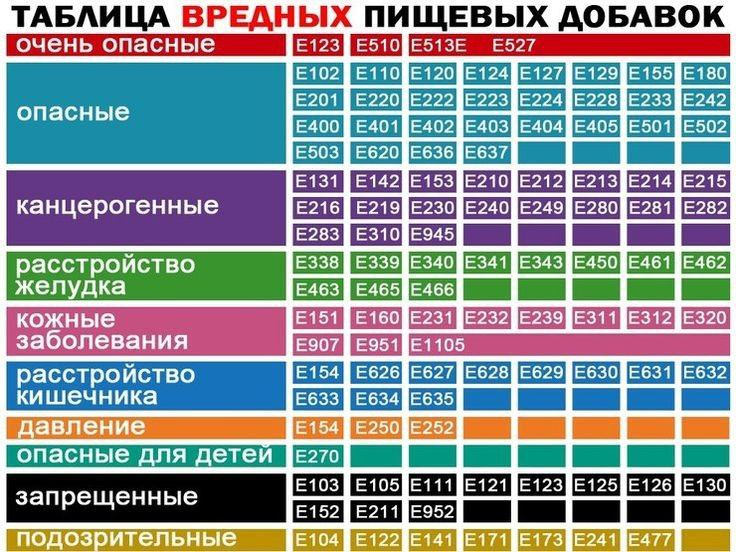 ТАБЛИЦА ВРЕДНЫХ ПИЩЕВЫХ ДОБАВОК
очень опасные E123 E510 E513E E527
опасные
E102 E110 E120 E124 E127 E129 E155 E180
E201 E220 E222 E223 E224 E228 E233 E242
E400 E401 E402 E403 E404 E405 E501 E502
E503 E620 E636 E637
канцерогенные
E131 E142 E153 E210 E212 E213 E214 E215
E216 E219 E230 E240 E249 E280 E281 E282
E283 E310 E945
расстройство E338 E339 E340 E341 E343 E450 E461 E462
желудка E463 E465 E466
кожные E151 E160 E231 E232 E239 E311 E312 E320
заболевания E907 E951 E1105
расстройство E154 E626 E627 E628 E629 E630 E631 E632
кишечника E633 E634 E635
давление E154 E250 E252
опасные для детей E270
запрещенные
E103 E105 E111 E121 E123 E125 E126 E130
E152 E211 E952
подозрительные E104 E122 E141 E171 E173 E241 E477